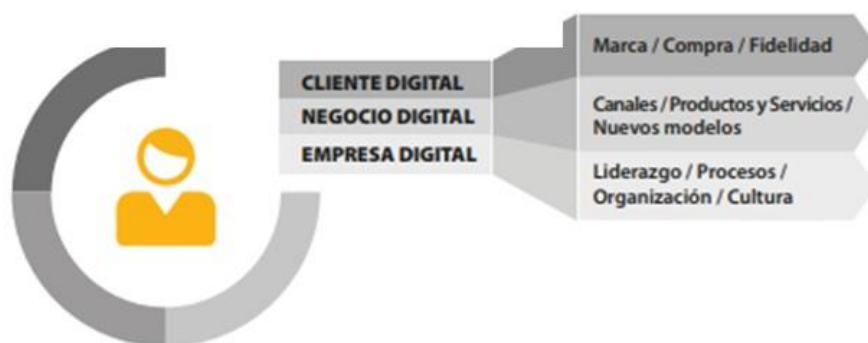 CLIENTE DIGITAL
NEGOCIO DIGITAL
EMPRESA DIGITAL
Marca / Compra / Fidelidad
Canales / Productos y Servicios /
Nuevos modelos
Liderazgo / Procesos /
Organización / Cultura